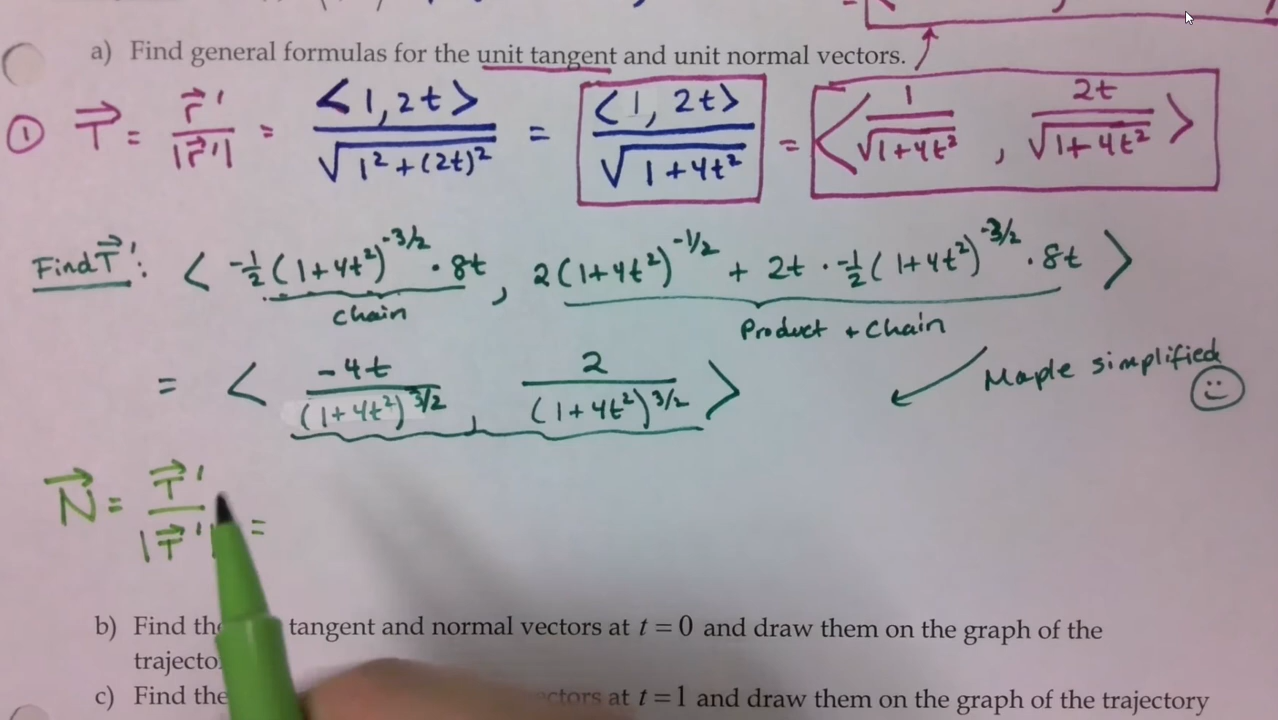 a) Find general formulas for the unit tangent and unit normal vectors.
① T⃗ = r⃗' / |r⃗'| = <1, 2t> / √(1² + (2t)²) = <1, 2t> / √(1+4t²) = < 1/√(1+4t²) , 2t/√(1+4t²) >
Find T⃗': < -½(1+4t²)^(-3/2) · 8t , 2(1+4t²)^(-1/2) + 2t · -½(1+4t²)^(-3/2) · 8t >
chain
Product + Chain
= < -4t/(1+4t²)^(3/2) , 2/(1+4t²)^(3/2) >
Maple simplified
N⃗ = T⃗' / |T⃗'| =
b) Find the tangent and normal vectors at t = 0 and draw them on the graph of the
c) Find the at t = 1 and draw them on the graph of the trajectory